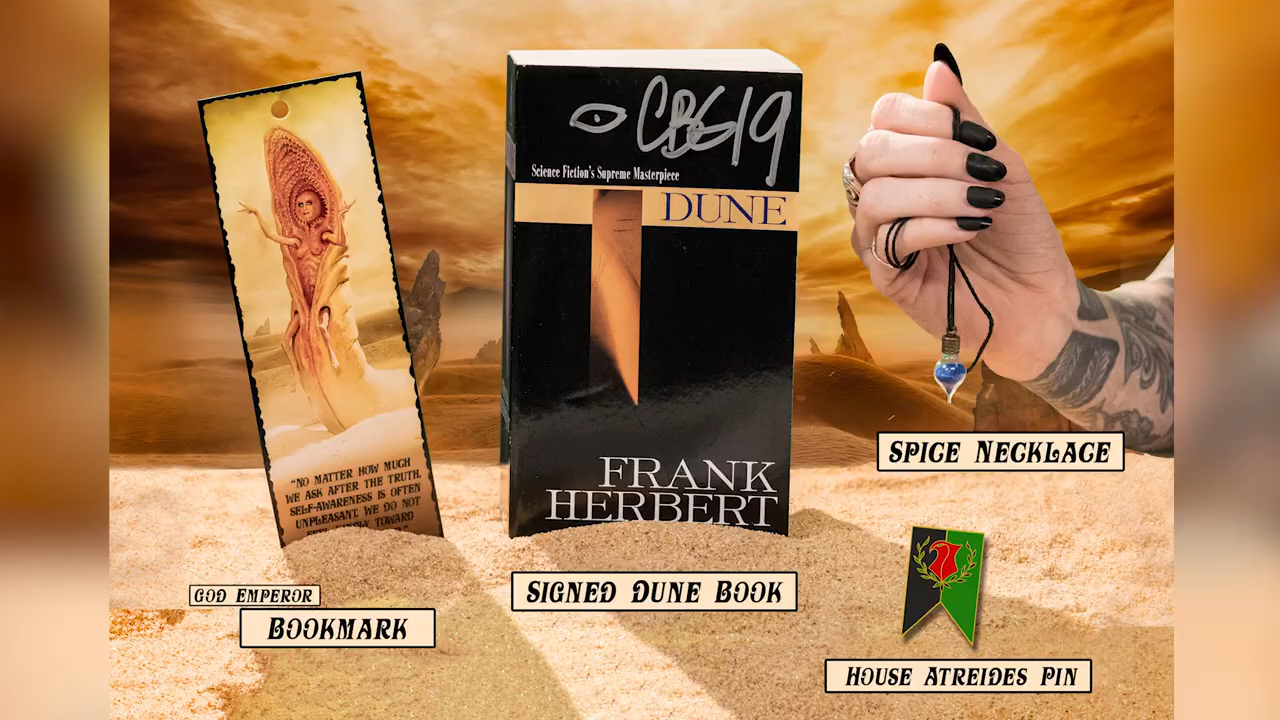 "NO MATTER HOW MUCH
WE ASK AFTER THE TRUTH,
SELF-AWARENESS IS OFTEN
UNPLEASANT. WE DO NOT
TOWARD
GOD EMPEROR
BOOKMARK
Science Fiction's Supreme Masterpiece
DUNE
FRANK
HERBERT
SIGNED DUNE BOOK
SPICE NECKLACE
HOUSE ATREIDES PIN